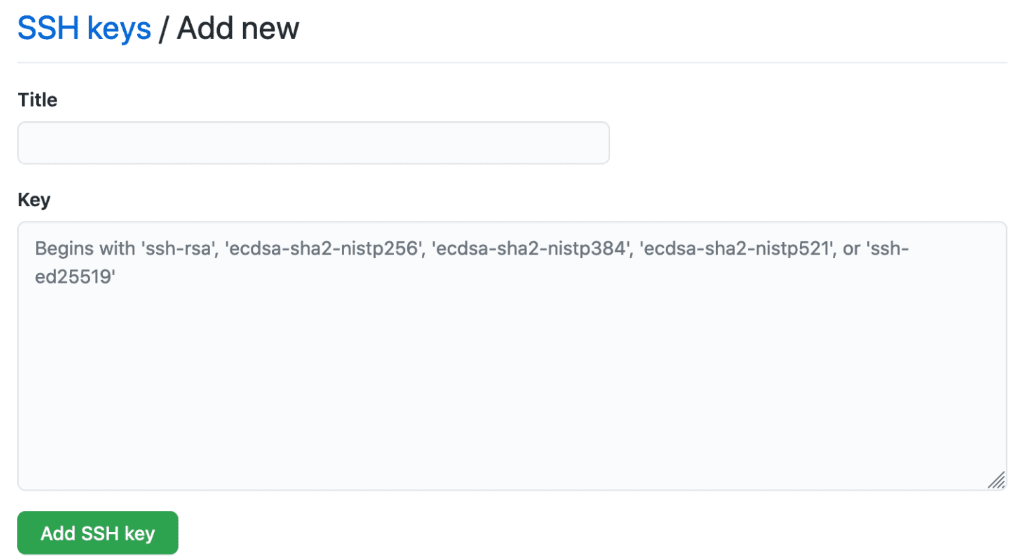 SSH keys / Add new
Title
Key
Begins with 'ssh-rsa', 'ecdsa-sha2-nistp256', 'ecdsa-sha2-nistp384', 'ecdsa-sha2-nistp521', or 'ssh-
ed25519'
Add SSH key